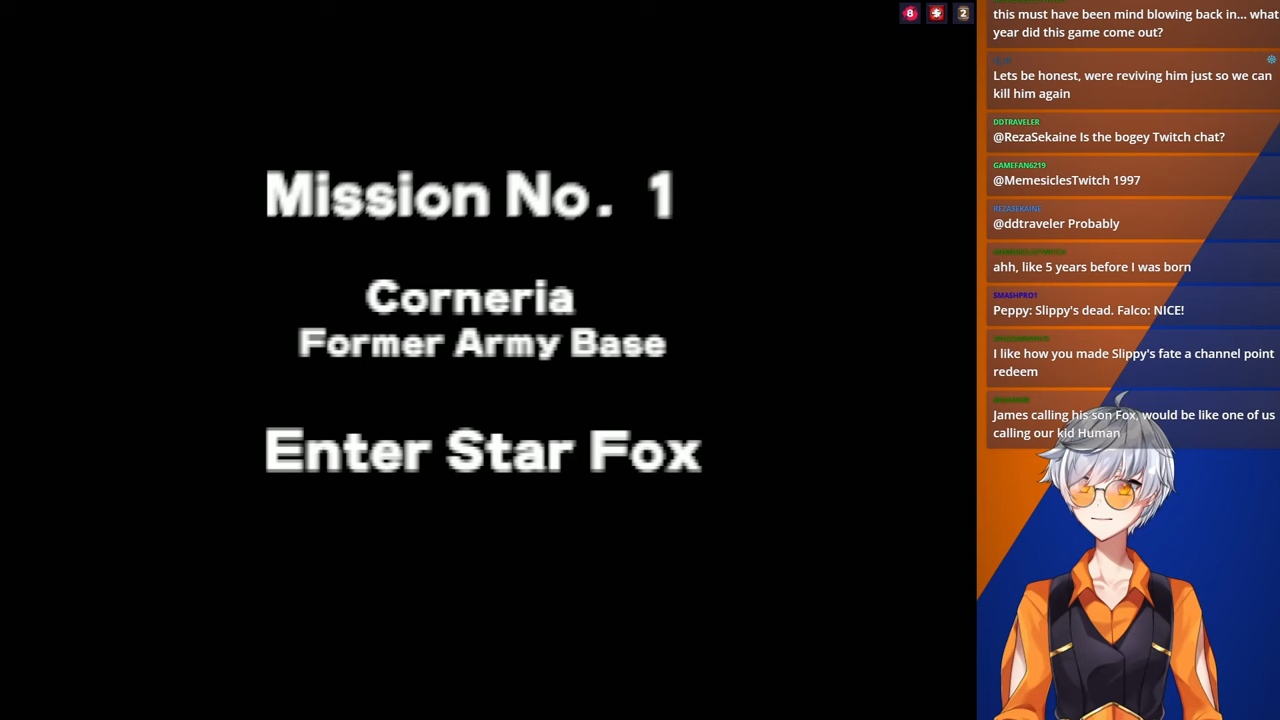 8
2
Mission No. 1
Corneria
Former Army Base
Enter Star Fox
this must have been mind blowing back in... what
year did this game come out?
Lets be honest, were reviving him just so we can
kill him again
DDTRAVELER
@RezaSekaine Is the bogey Twitch chat?
GAMEFAN6219
@MemesiclesTwitch 1997
REZASEKAINE
@ddtraveler Probably
ahh, like 5 years before I was born
SMASHPRO1
Peppy: Slippy's dead. Falco: NICE!
I like how you made Slippy's fate a channel point
redeem
James calling his son Fox, would be like one of us
calling our kid Human